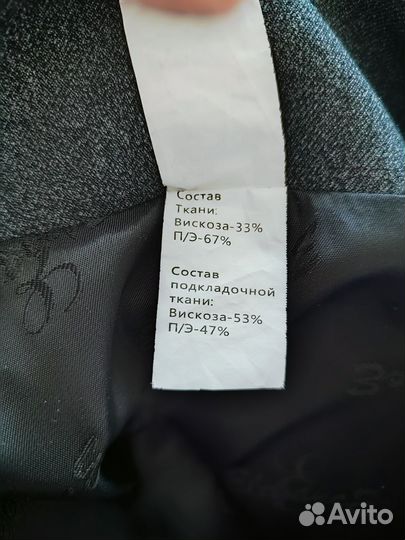 Состав
Ткани:
Вискоза-33%
П/Э-67%
Состав
подкладочной
ткани:
Вискоза-53%
П/Э-47%
Avito